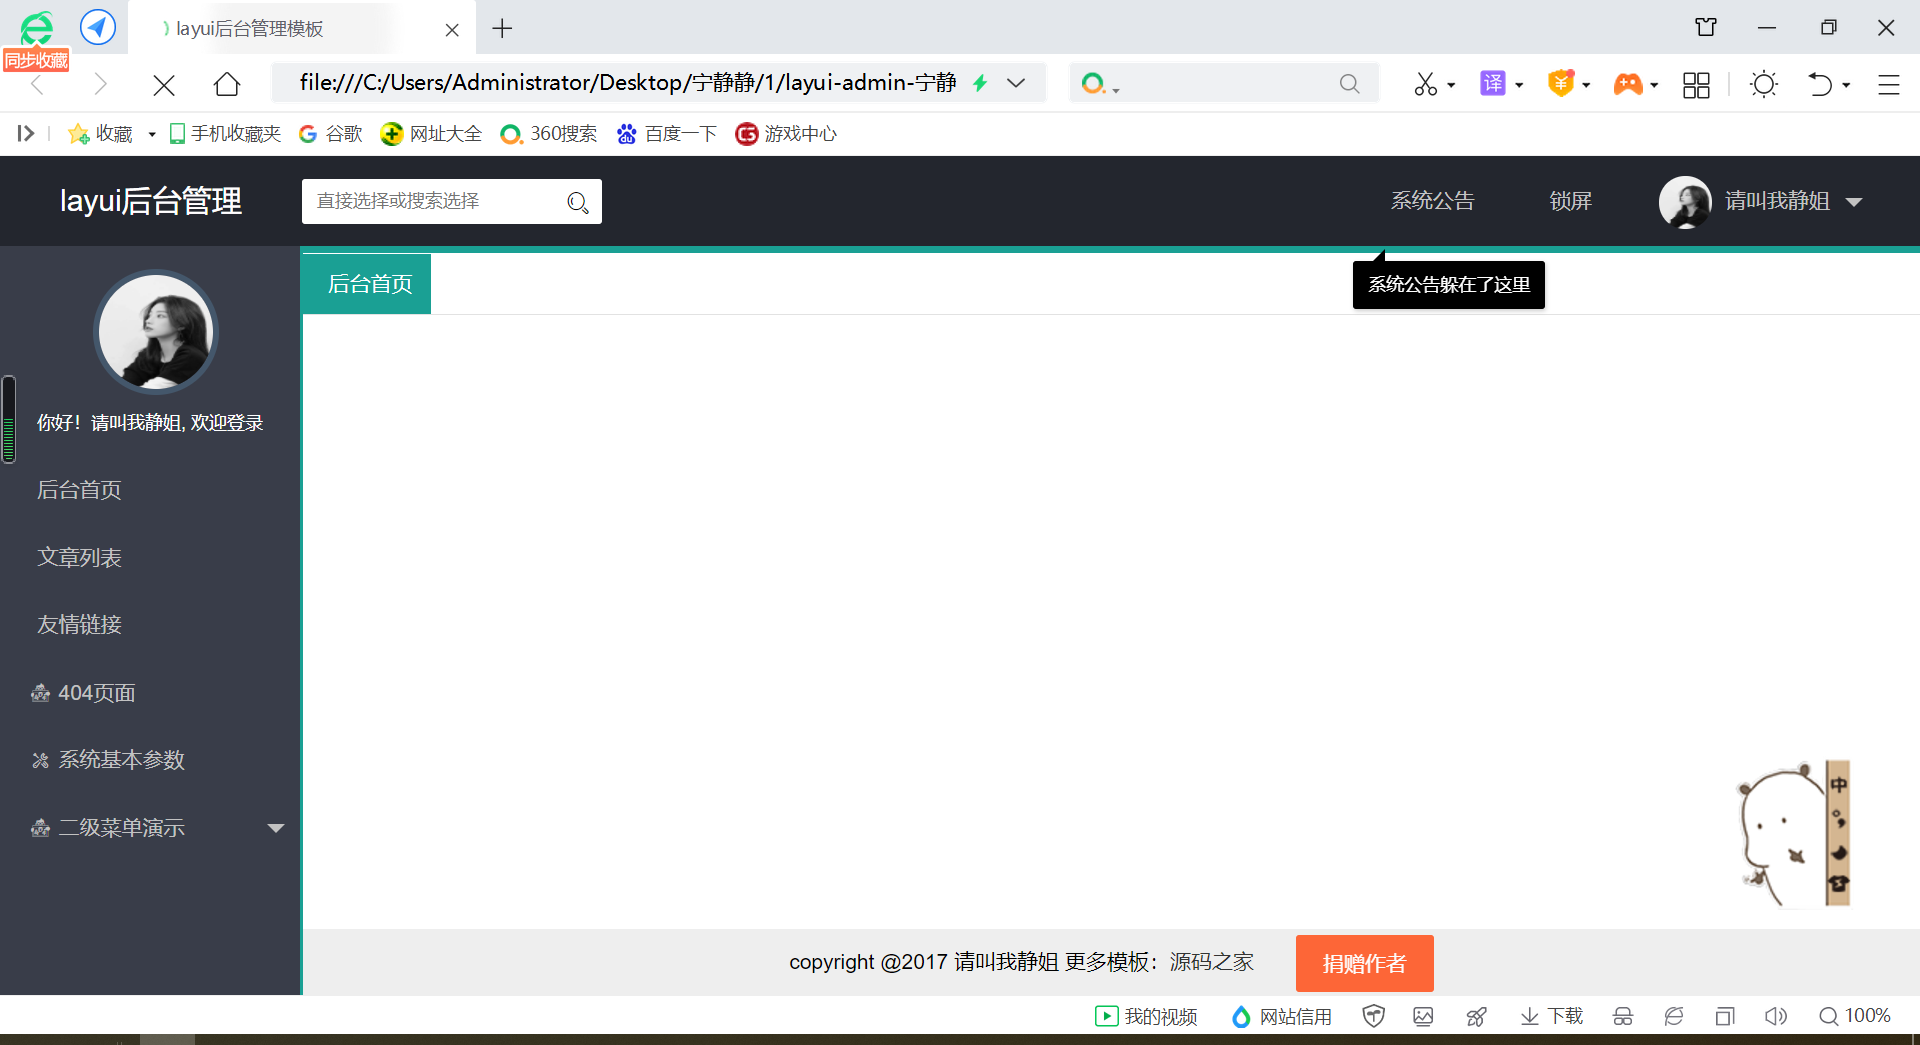 layui后台管理模板
同步收藏
file:///C:/Users/Administrator/Desktop/宁静静/1/layui-admin-宁静
译
收藏 手机收藏夹 谷歌 网址大全 360搜索 百度一下 游戏中心
layui后台管理
直接选择或搜索选择
系统公告 锁屏 请叫我静姐
后台首页
系统公告躲在了这里
你好！请叫我静姐, 欢迎登录
后台首页
文章列表
友情链接
404页面
系统基本参数
二级菜单演示
中
copyright @2017 请叫我静姐 更多模板：源码之家 捐赠作者
我的视频 网站信用 下载 100%